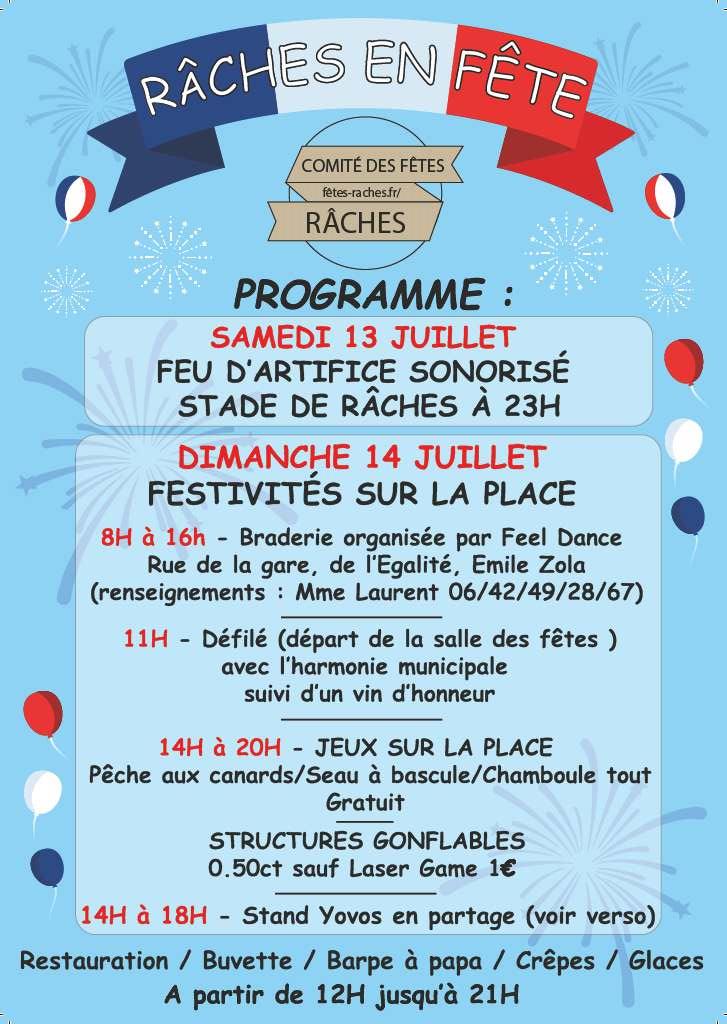 RÂCHES EN FÊTE
COMITÉ DES FÊTES
fêtes-raches.fr/
RÂCHES
PROGRAMME :
SAMEDI 13 JUILLET
FEU D'ARTIFICE SONORISÉ
STADE DE RÂCHES À 23H
DIMANCHE 14 JUILLET
FESTIVITÉS SUR LA PLACE
8H à 16h - Braderie organisée par Feel Dance
Rue de la gare, de l'Egalité, Emile Zola
(renseignements : Mme Laurent 06/42/49/28/67)
11H - Défilé (départ de la salle des fêtes )
avec l'harmonie municipale
suivi d'un vin d'honneur
14H à 20H - JEUX SUR LA PLACE
Pêche aux canards/Seau à bascule/Chamboule tout
Gratuit
STRUCTURES GONFLABLES
0.50ct sauf Laser Game 1€
14H à 18H - Stand Yovos en partage (voir verso)
Restauration / Buvette / Barpe à papa / Crêpes / Glaces
A partir de 12H jusqu'à 21H